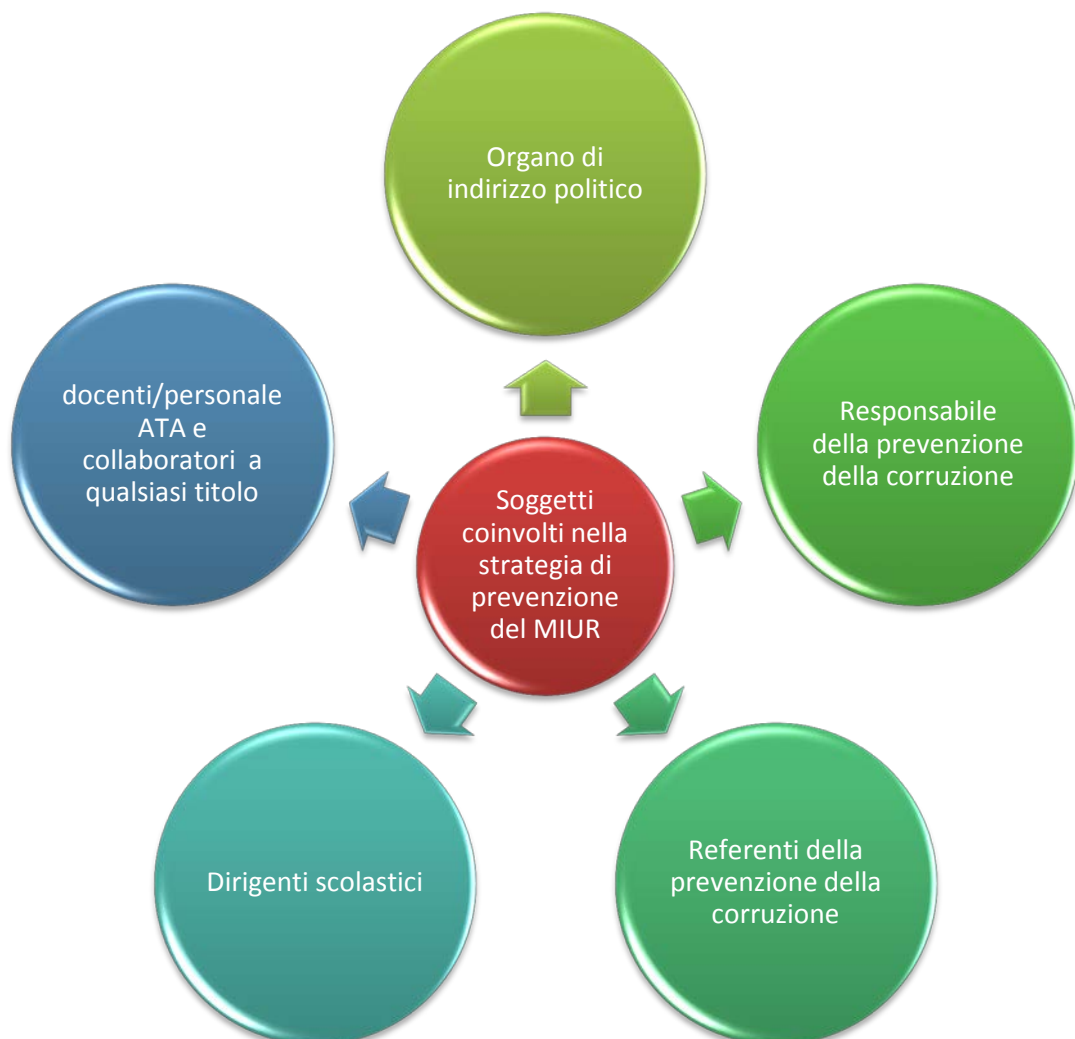 Organo di
indirizzo politico
docenti/personale
ATA e
collaboratori a
qualsiasi titolo
Responsabile
della prevenzione
della corruzione
Soggetti
coinvolti nella
strategia di
prevenzione
del MIUR
Dirigenti scolastici
Referenti della
prevenzione della
corruzione